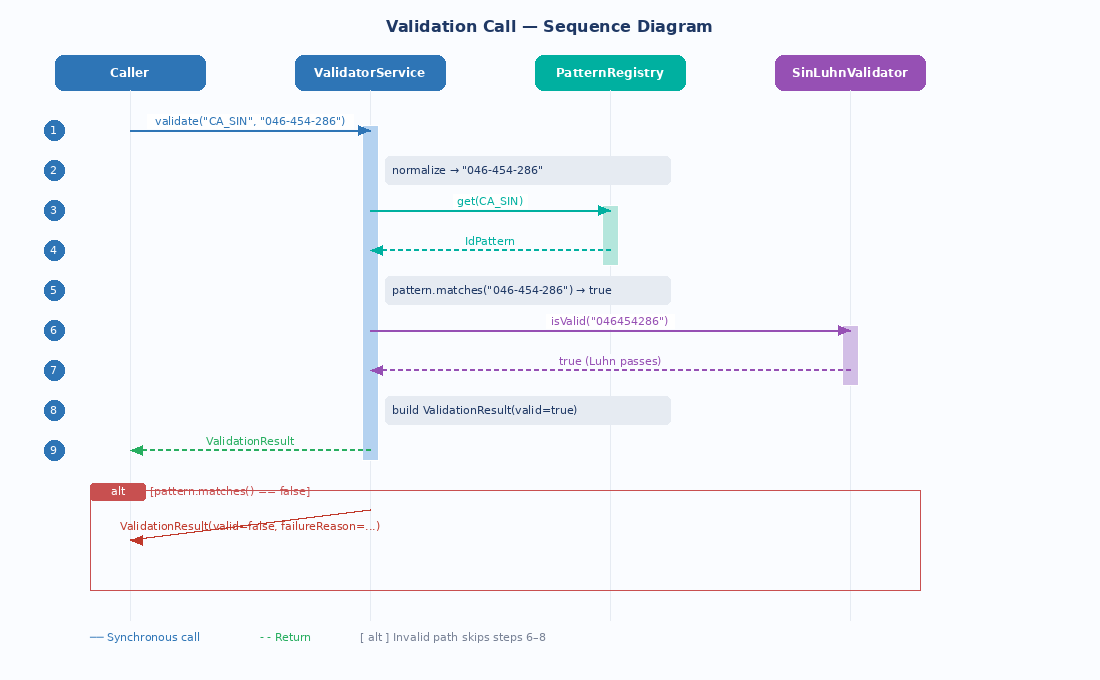 Validation Call — Sequence Diagram
Caller
ValidatorService
PatternRegistry
SinLuhnValidator
1
validate("CA_SIN", "046-454-286")
2
normalize → "046-454-286"
3
get(CA_SIN)
4
IdPattern
5
pattern.matches("046-454-286") → true
6
isValid("046454286")
7
true (Luhn passes)
8
build ValidationResult(valid=true)
9
ValidationResult
alt
[pattern.matches() == false]
ValidationResult(valid=false, failureReason=...)
── Synchronous call
- - Return
[ alt ] Invalid path skips steps 6–8